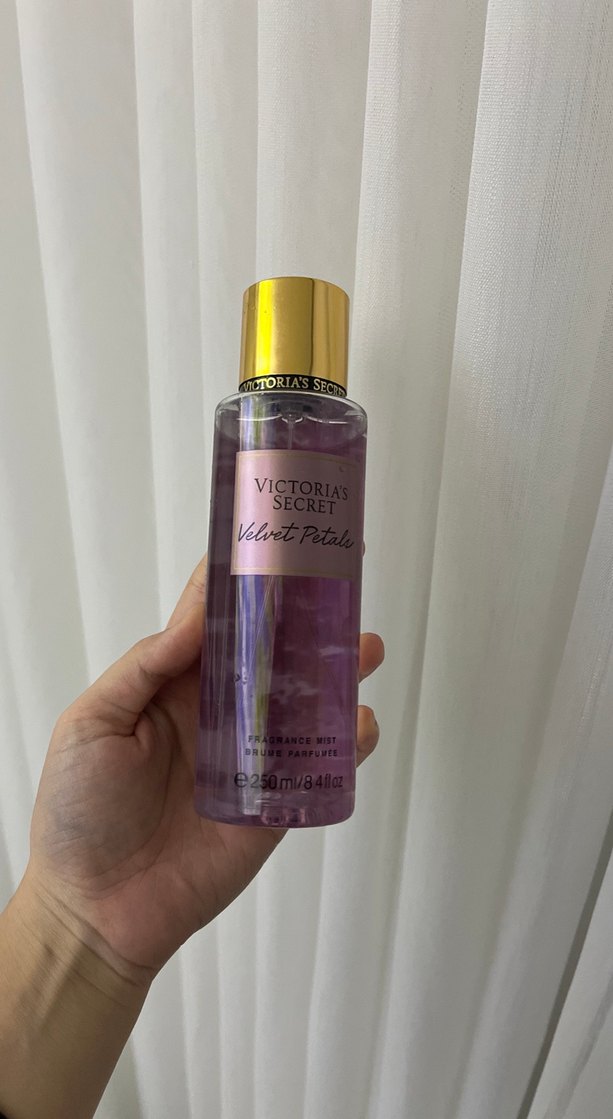 VICTORIA'S SECRET
VICTORIA'S
SECRET
Velvet Petals
FRAGRANCE MIST
BRUME PARFUMÉE
℮250 ml/8.4 fl oz